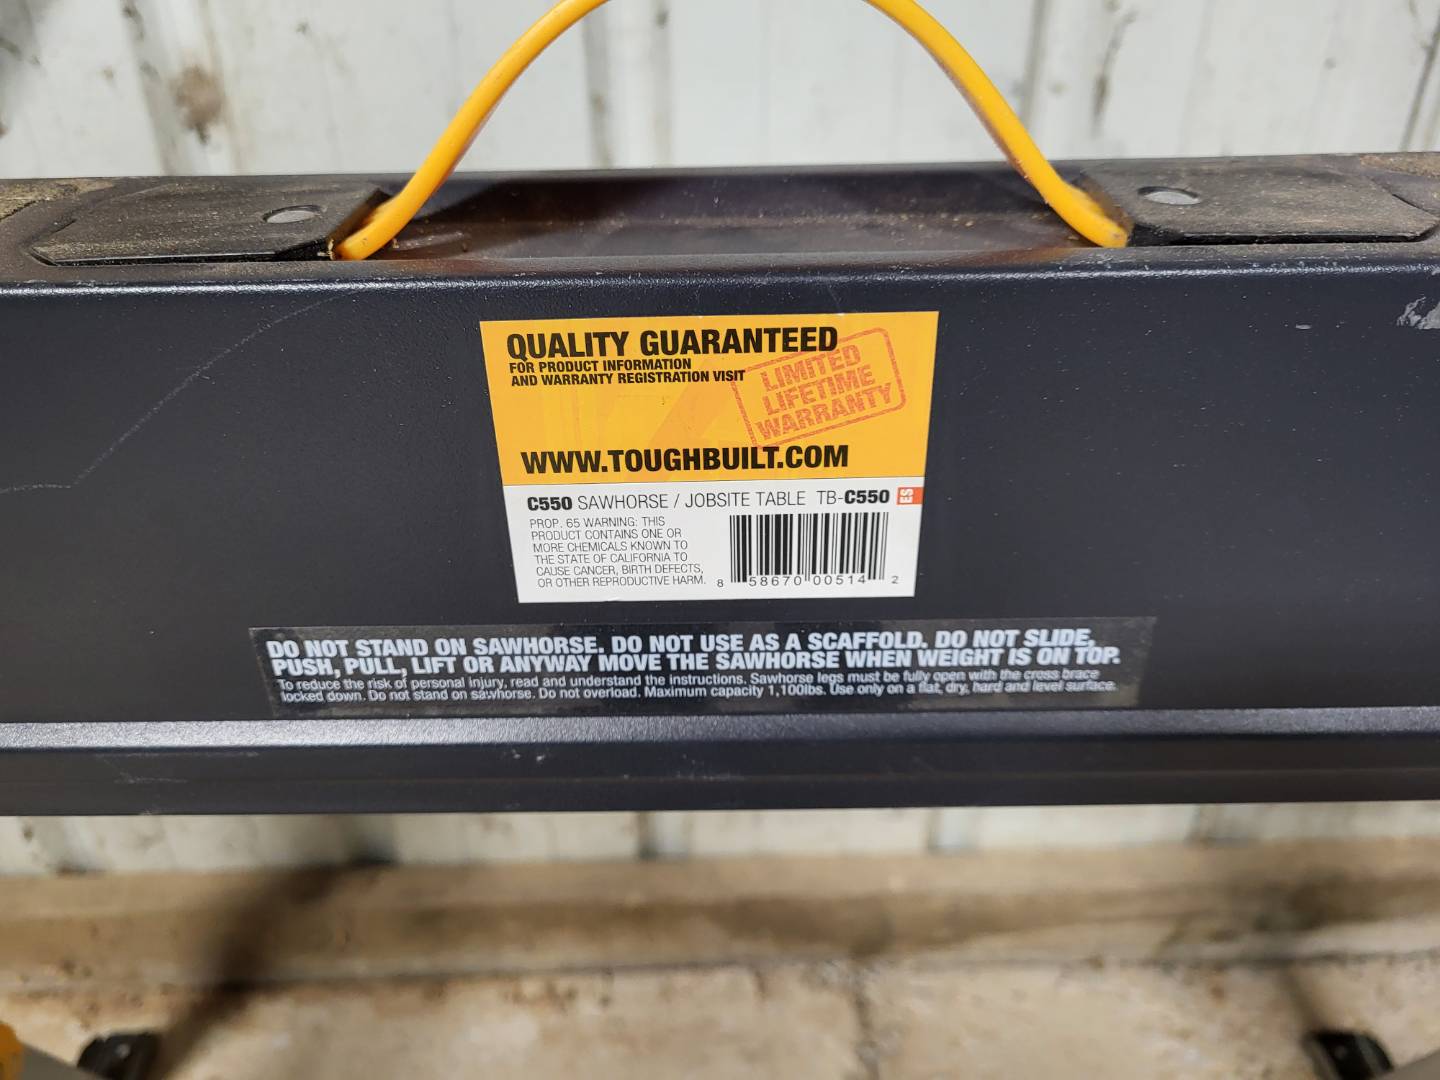 QUALITY GUARANTEED
FOR PRODUCT INFORMATION
AND WARRANTY REGISTRATION VISIT
LIMITED
LIFETIME
WARRANTY
WWW.TOUGHBUILT.COM
C550 SAWHORSE / JOBSITE TABLE TB-C550 ES
PROP. 65 WARNING: THIS
PRODUCT CONTAINS ONE OR
MORE CHEMICALS KNOWN TO
THE STATE OF CALIFORNIA TO
CAUSE CANCER, BIRTH DEFECTS,
OR OTHER REPRODUCTIVE HARM.
8 58670 00514 2
DO NOT STAND ON SAWHORSE. DO NOT USE AS A SCAFFOLD. DO NOT SLIDE,
PUSH, PULL, LIFT OR ANYWAY MOVE THE SAWHORSE WHEN WEIGHT IS ON TOP.
To reduce the risk of personal injury, read and understand the instructions. Sawhorse legs must be fully open with the cross brace
locked down. Do not stand on sawhorse. Do not overload. Maximum capacity 1,100lbs. Use only on a flat, dry, hard and level surface.